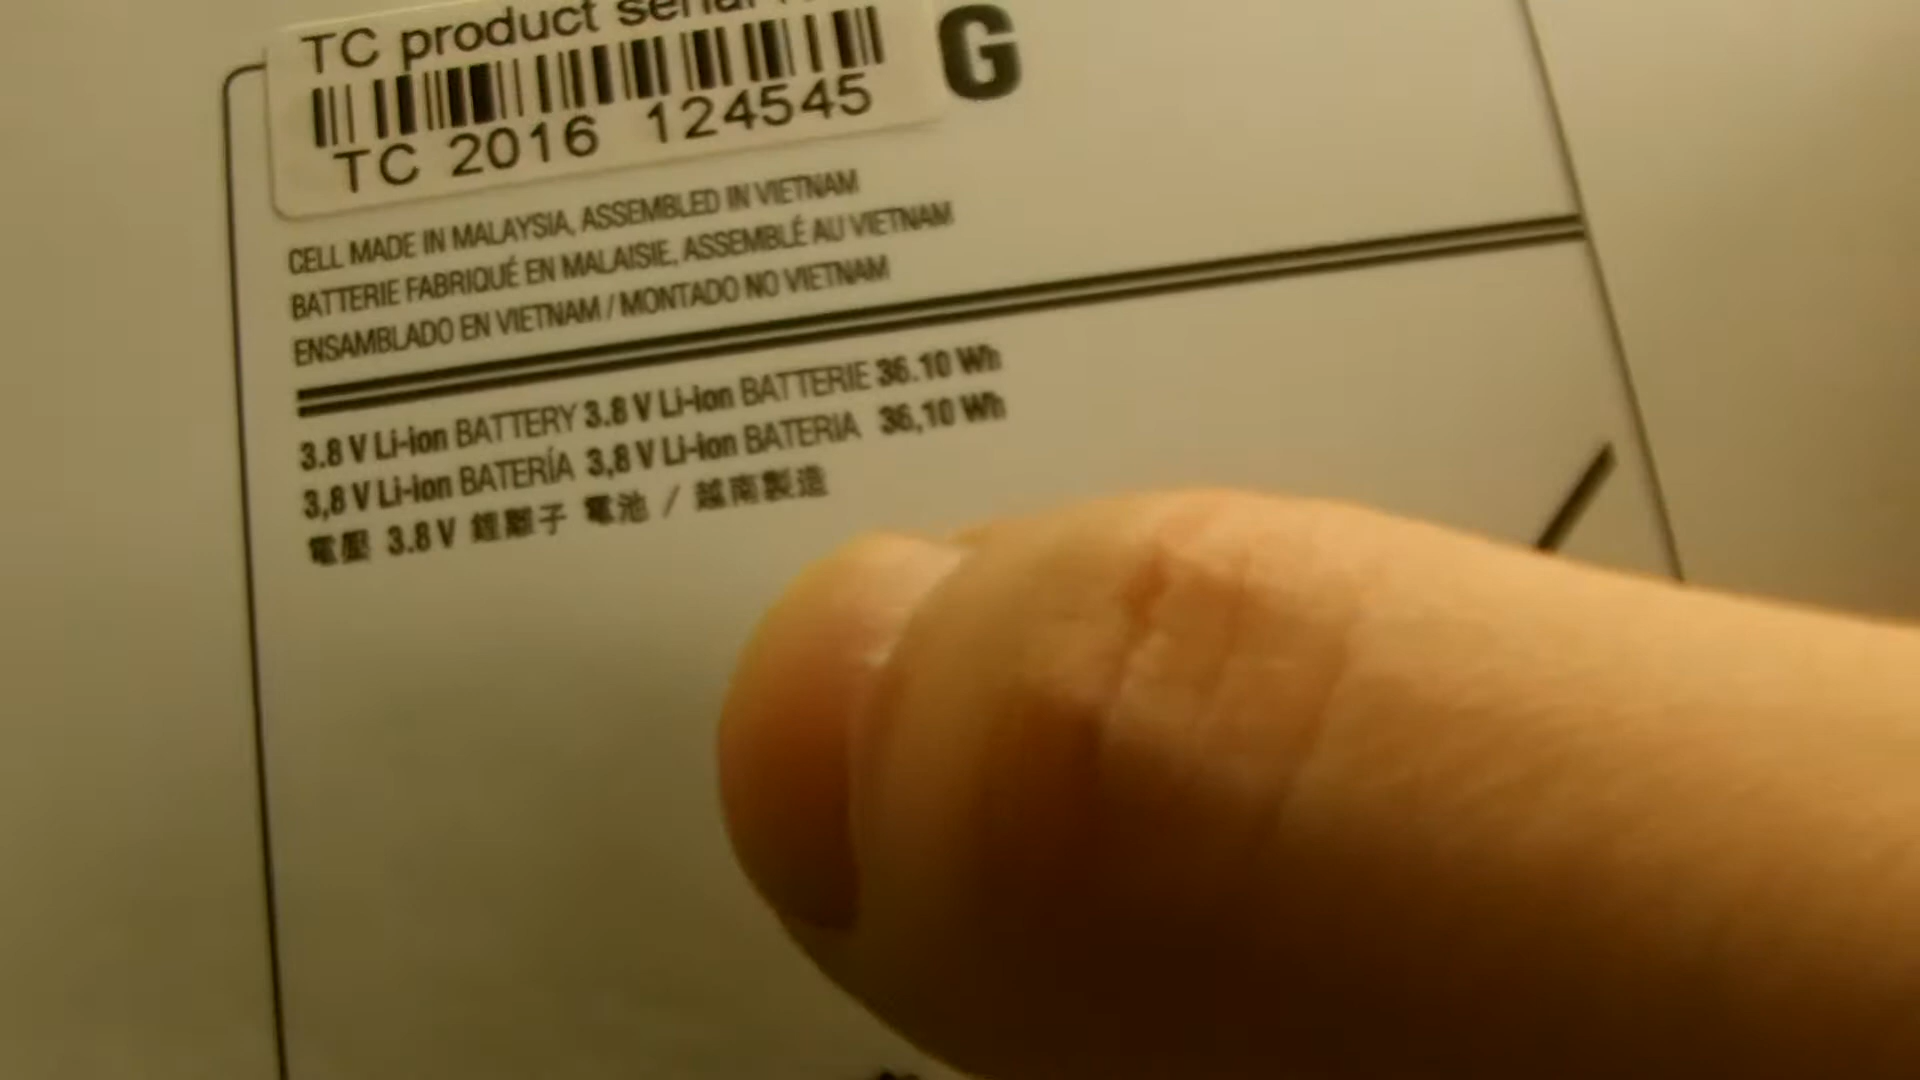 TC product serial
G
TC 2016 124545
CELL MADE IN MALAYSIA, ASSEMBLED IN VIETNAM
BATTERIE FABRIQUÉ EN MALAISIE, ASSEMBLÉ AU VIETNAM
ENSAMBLADO EN VIETNAM / MONTADO NO VIETNAM
3.8 V Li-ion BATTERY 3.8 V Li-ion BATTERIE 36.10 Wh
3,8 V Li-ion BATERÍA 3,8 V Li-ion BATERIA 36,10 Wh
電壓 3.8 V 鋰離子 電池 / 越南製造